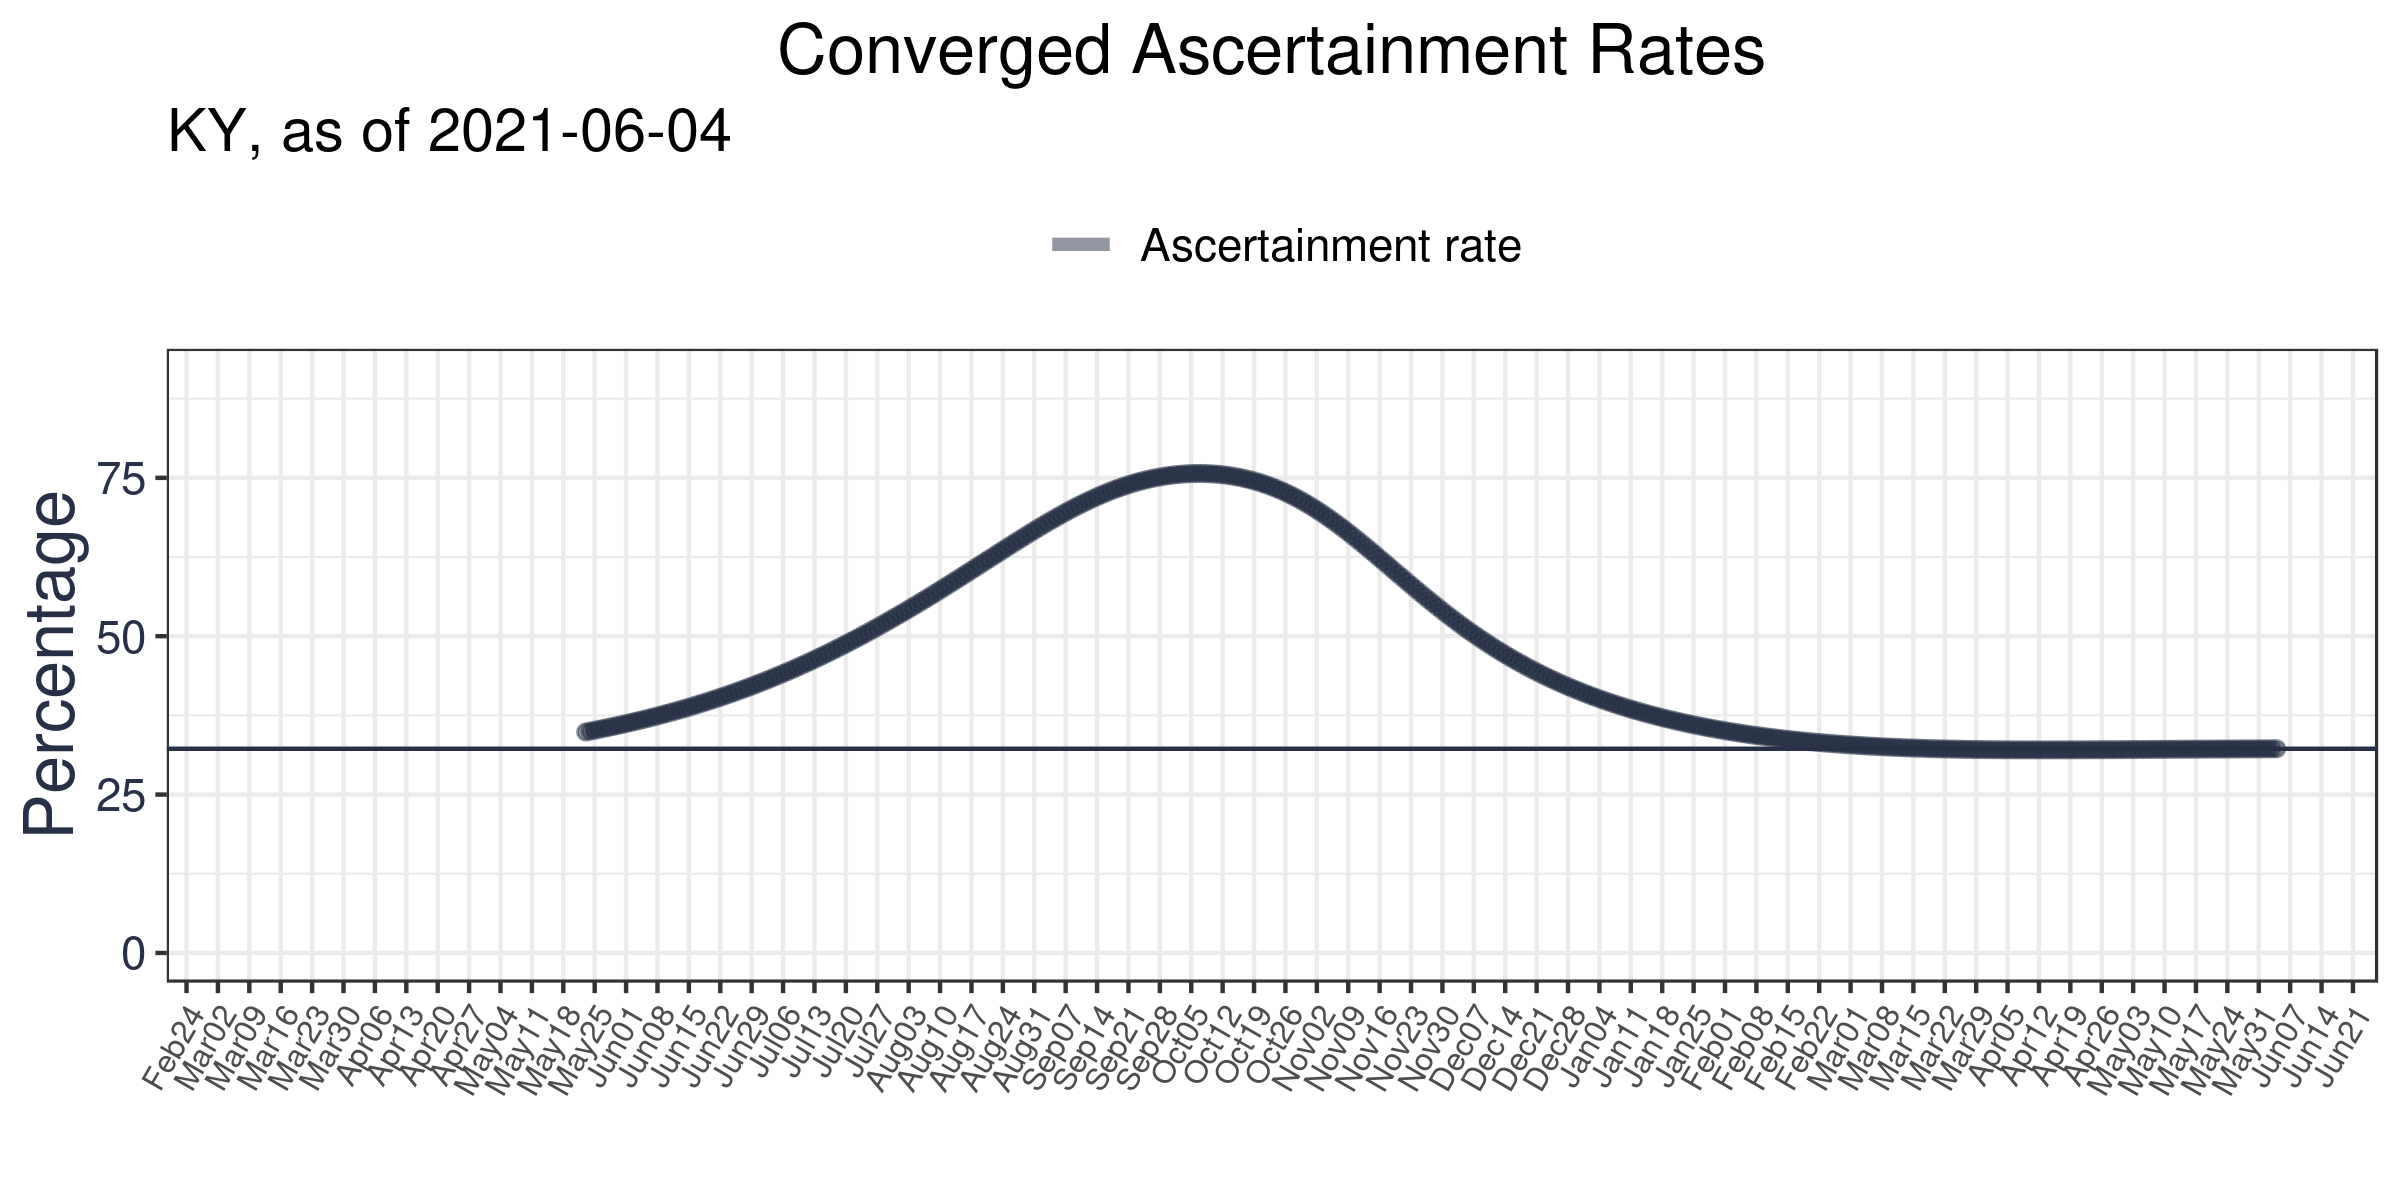 Converged Ascertainment Rates
KY, as of 2021-06-04
Ascertainment rate
Percentage
75
50
25
0
Feb24
Mar02
Mar09
Mar16
Mar23
Mar30
Apr06
Apr13
Apr20
Apr27
May04
May11
May18
May25
Jun01
Jun08
Jun15
Jun22
Jun29
Jul06
Jul13
Jul20
Jul27
Aug03
Aug10
Aug17
Aug24
Aug31
Sep07
Sep14
Sep21
Sep28
Oct05
Oct12
Oct19
Oct26
Nov02
Nov09
Nov16
Nov23
Nov30
Dec07
Dec14
Dec21
Dec28
Jan04
Jan11
Jan18
Jan25
Feb01
Feb08
Feb15
Feb22
Mar01
Mar08
Mar15
Mar22
Mar29
Apr05
Apr12
Apr19
Apr26
May03
May10
May17
May24
May31
Jun07
Jun14
Jun21